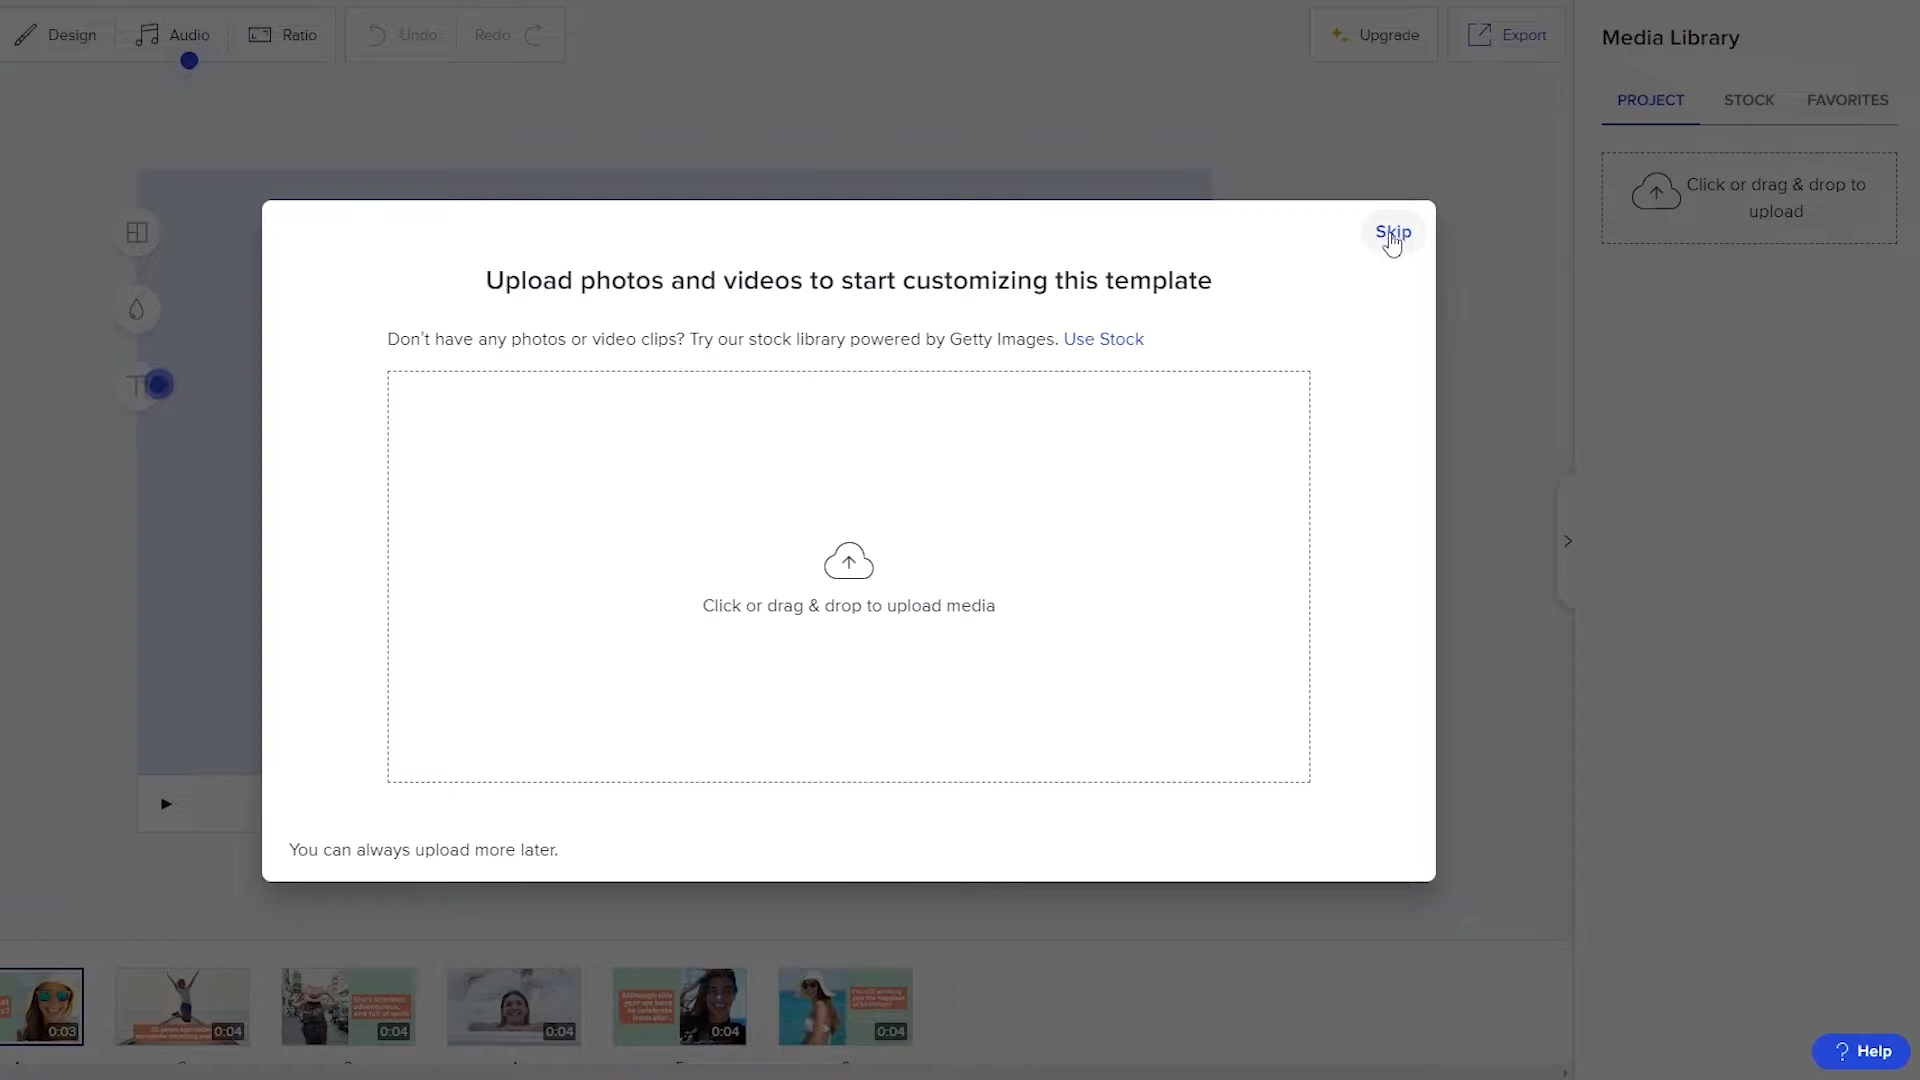 Design
Audio
Ratio
Undo
Redo
Upgrade
Export
Media Library
PROJECT
STOCK
FAVORITES
Click or drag & drop to
upload
Skip
Upload photos and videos to start customizing this template
Don't have any photos or video clips? Try our stock library powered by Getty Images. Use Stock
Click or drag & drop to upload media
You can always upload more later.
0:03
0:04
0:04
0:04
0:04
0:04
? Help